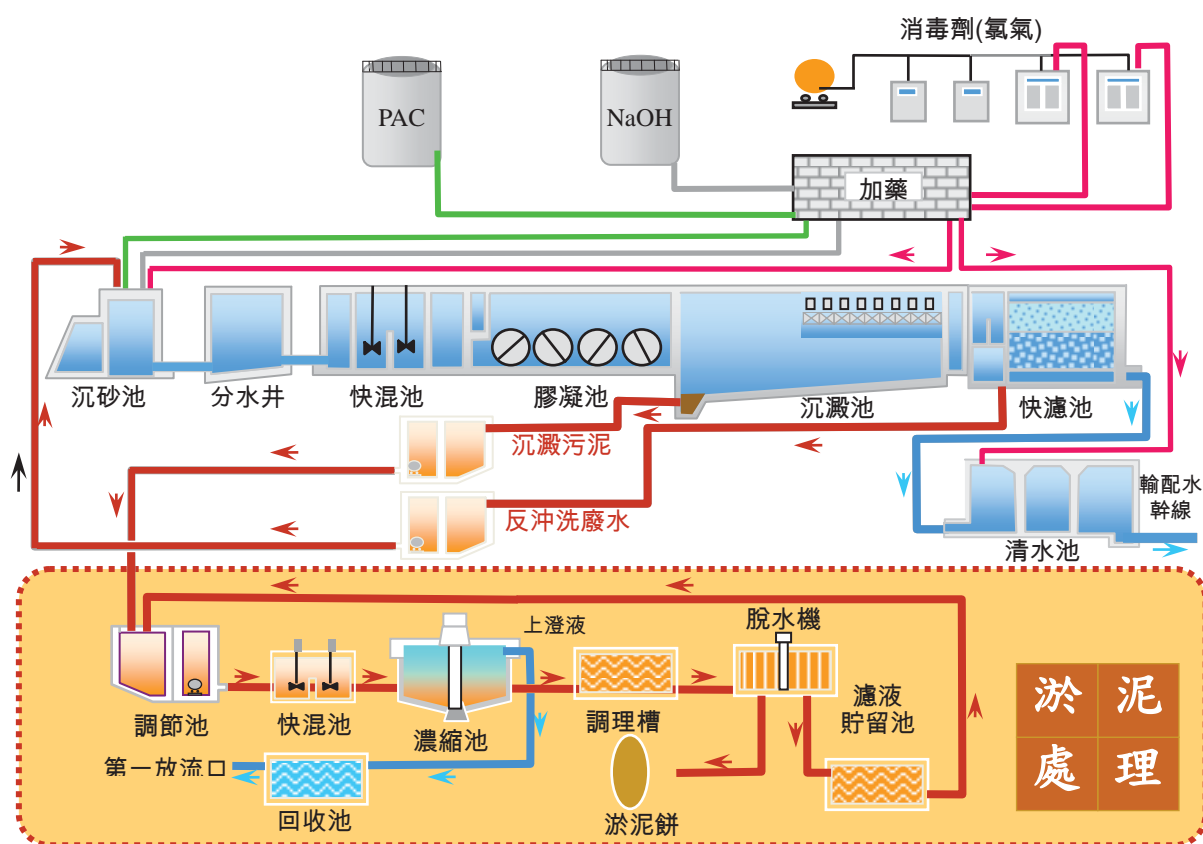 消毒劑(氯氣)
PAC
NaOH
加藥
沉砂池
分水井
快混池
膠凝池
沉澱池
快濾池
沉澱污泥
反沖洗廢水
輸配水
幹線
清水池
上澄液
脫水機
調節池
快混池
濃縮池
調理槽
濾液
貯留池
第一放流口
回收池
淤泥餅
淤泥
處理